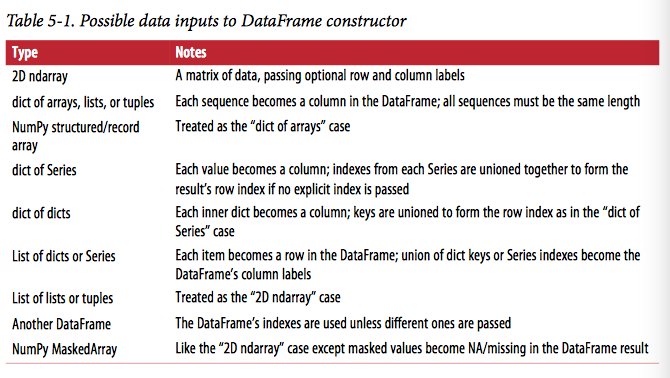 Table 5-1. Possible data inputs to DataFrame constructor
Type Notes
2D ndarray A matrix of data, passing optional row and column labels
dict of arrays, lists, or tuples Each sequence becomes a column in the DataFrame; all sequences must be the same length
NumPy structured/record Treated as the “dict of arrays” case
array
dict of Series Each value becomes a column; indexes from each Series are unioned together to form the
result’s row index if no explicit index is passed
dict of dicts Each inner dict becomes a column; keys are unioned to form the row index as in the “dict of
Series” case
List of dicts or Series Each item becomes a row in the DataFrame; union of dict keys or Series indexes become the
DataFrame’s column labels
List of lists or tuples Treated as the “2D ndarray” case
Another DataFrame The DataFrame’s indexes are used unless different ones are passed
NumPy MaskedArray Like the “2D ndarray” case except masked values become NA/missing in the DataFrame result